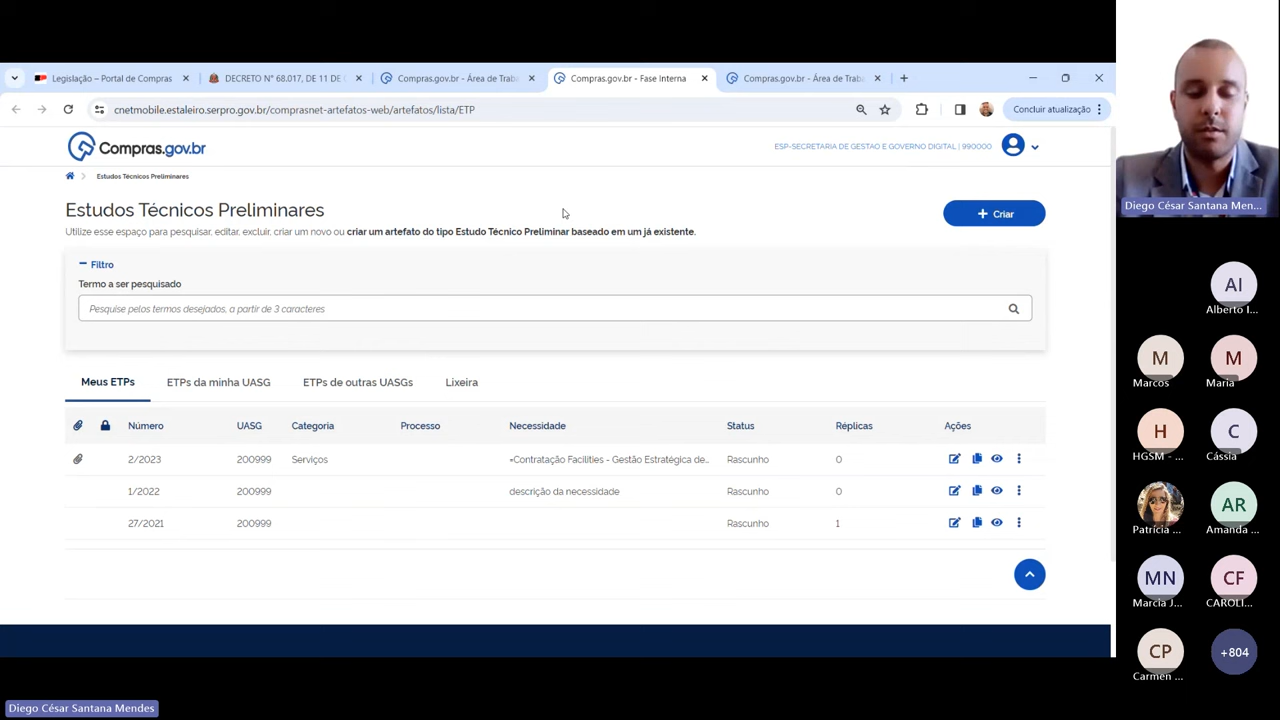 Legislação – Portal de Compras
DECRETO N° 68.017, DE 11 DE
Compras.gov.br - Área de Trab
Compras.gov.br - Fase Interna
Compras.gov.br - Área de Trab
cnetmobile.estaleiro.serpro.gov.br/comprasnet-artefatos-web/artefatos/lista/ETP
Concluir atualização
Compras.gov.br
ESP-SECRETARIA DE GESTAO E GOVERNO DIGITAL | 990000
Estudos Técnicos Preliminares
Estudos Técnicos Preliminares
Criar
Utilize esse espaço para pesquisar, editar, excluir, criar um novo ou criar um artefato do tipo Estudo Técnico Preliminar baseado em um já existente.
Filtro
Termo a ser pesquisado
Pesquise pelos termos desejados, a partir de 3 caracteres
Meus ETPs ETPs da minha UASG ETPs de outras UASGs Lixeira
Número UASG Categoria Processo Necessidade Status Réplicas Ações
2/2023 200999 Serviços =Contratação Facilities - Gestão Estratégica de... Rascunho 0
1/2022 200999 descrição da necessidade Rascunho 0
27/2021 200999 Rascunho 1
Diego César Santana Men...
AI
Alberto I...
M
Marcos
M
Maria
H
HGSM - ...
C
Cássia
Patrícia ...
AR
Amanda ...
MN
Marcia J...
CF
CAROLI...
CP
Carmen ...
+804
Diego César Santana Mendes